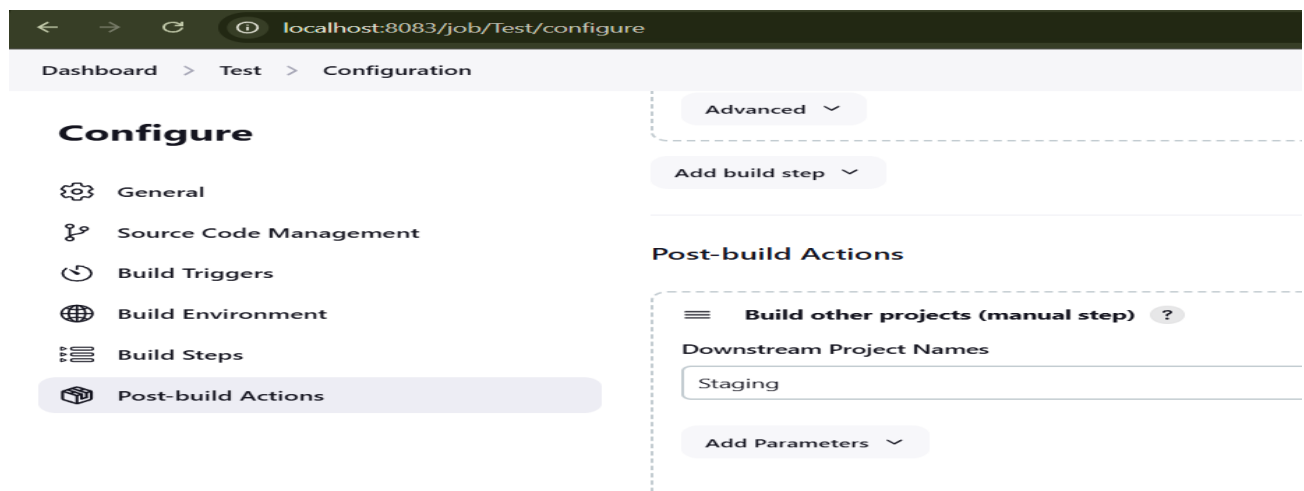 localhost:8083/job/Test/configure
Dashboard > Test > Configuration
Configure
General
Source Code Management
Build Triggers
Build Environment
Build Steps
Post-build Actions
Advanced
Add build step
Post-build Actions
Build other projects (manual step) ?
Downstream Project Names
Staging
Add Parameters